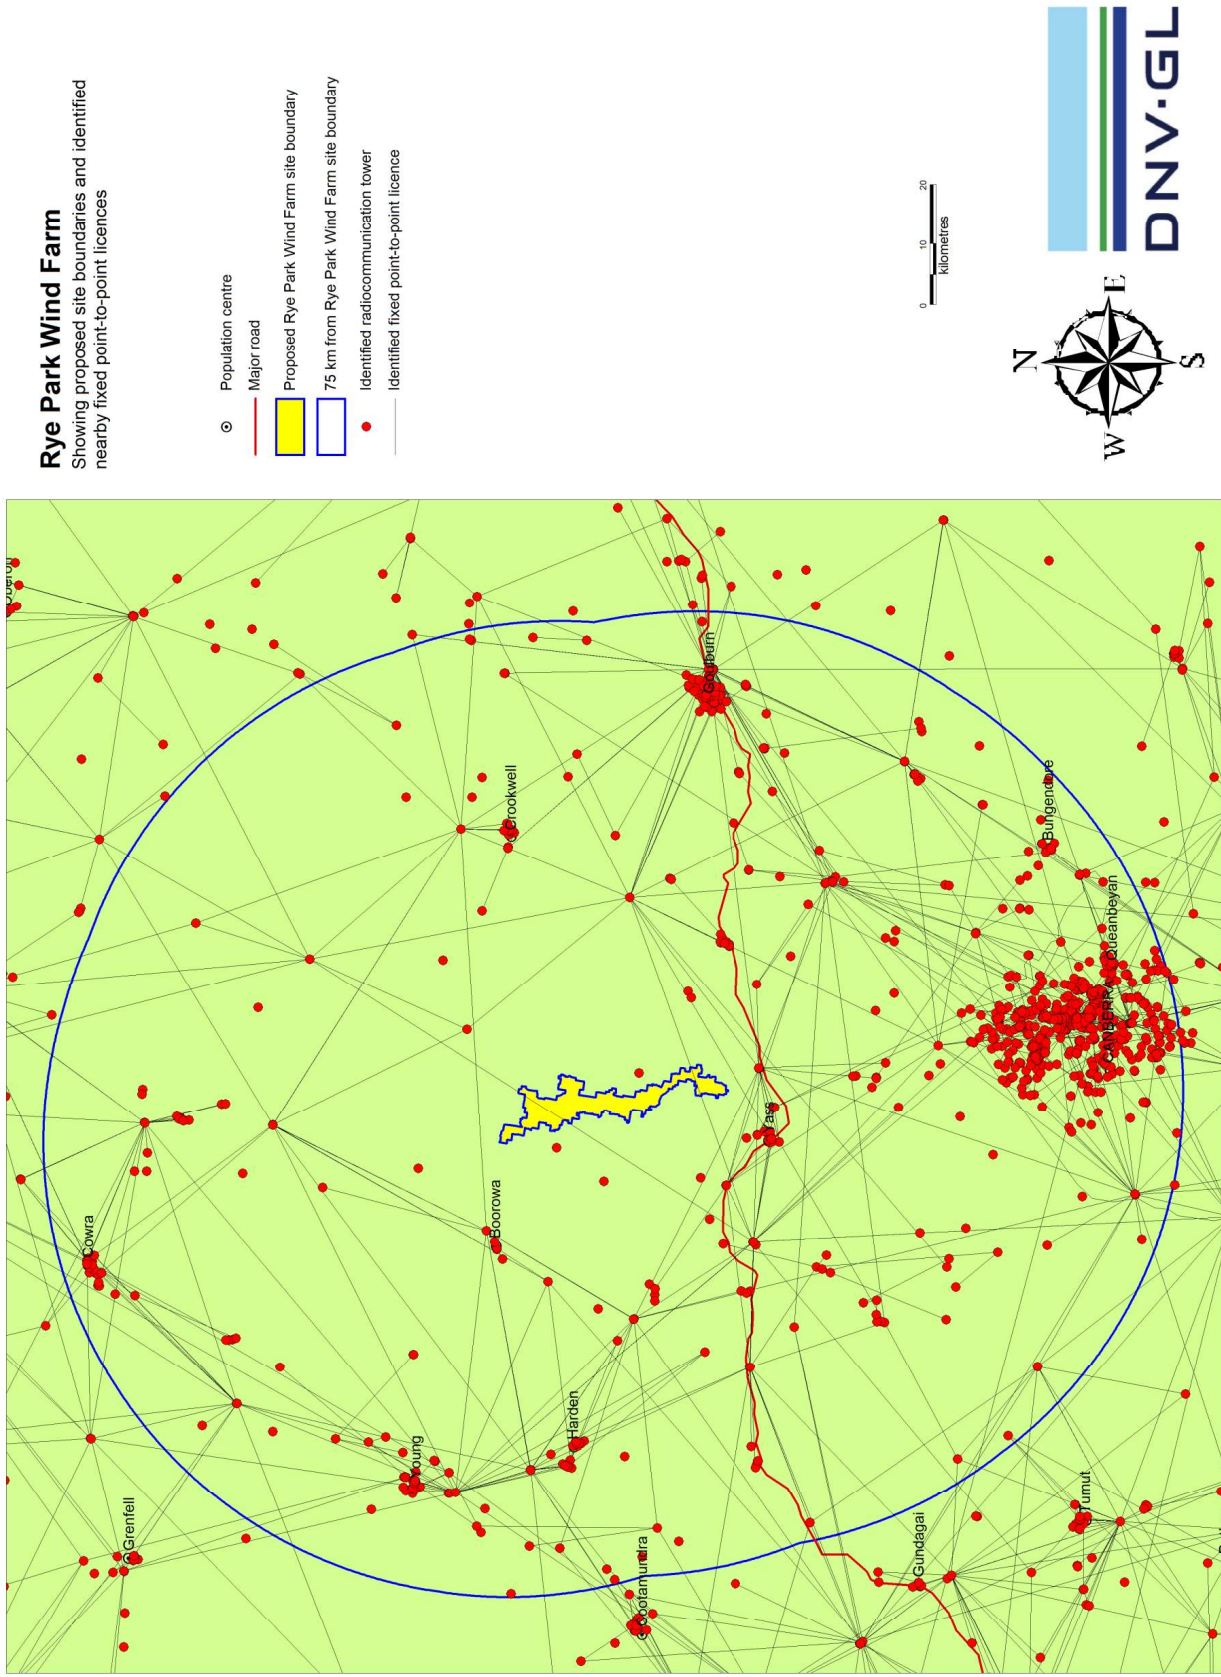 Rye Park Wind Farm
Showing proposed site boundaries and identified
nearby fixed point-to-point licences
Population centre
Major road
Proposed Rye Park Wind Farm site boundary
75 km from Rye Park Wind Farm site boundary
Identified radiocommunication tower
Identified fixed point-to-point licence
0 10 20
kilometres
N
W E
S
DNV·GL
Oberon
Cowra
Grenfell
Young
Boorowa
Crookwell
Harden
Cootamundra
Goulburn
Yass
Gundagai
Bungendore
Queanbeyan
CANBERRA
Tumut